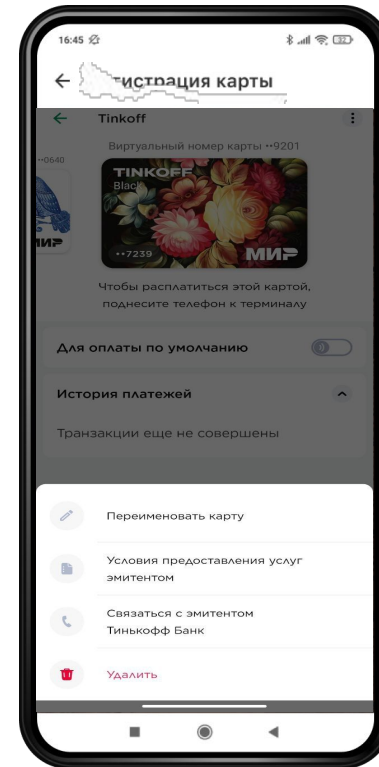 16:45
32
карты
Tinkoff
Виртуальный номер карты ··9201
··0640
TINKOFF
Black
··7239
МИР
МИР
Чтобы расплатиться этой картой,
поднесите телефон к терминалу
Для оплаты по умолчанию
История платежей
Транзакции еще не совершены
Переименовать карту
Условия предоставления услуг
эмитентом
Связаться с эмитентом
Тинькофф Банк
Удалить